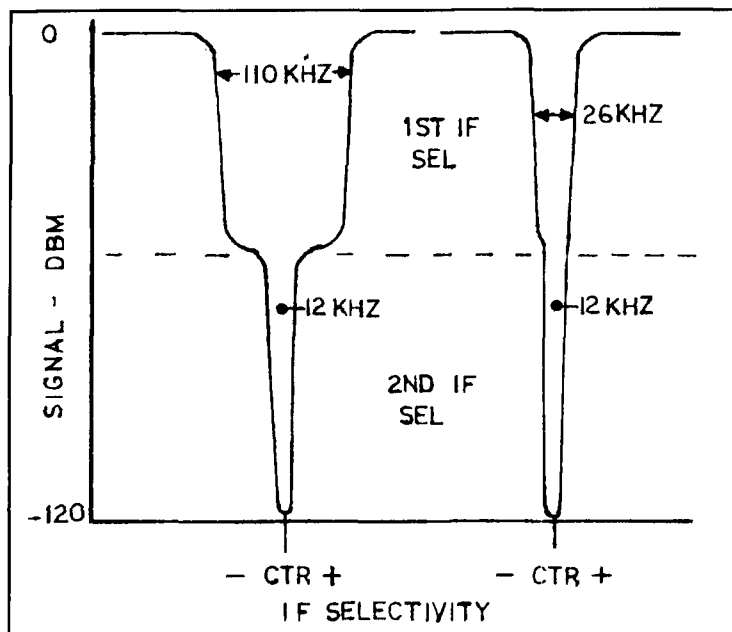 0
110 KHZ
26 KHZ
1ST IF
SEL
SIGNAL - DBM
12 KHZ
12 KHZ
2ND IF
SEL
-120
- CTR +
- CTR +
IF SELECTIVITY